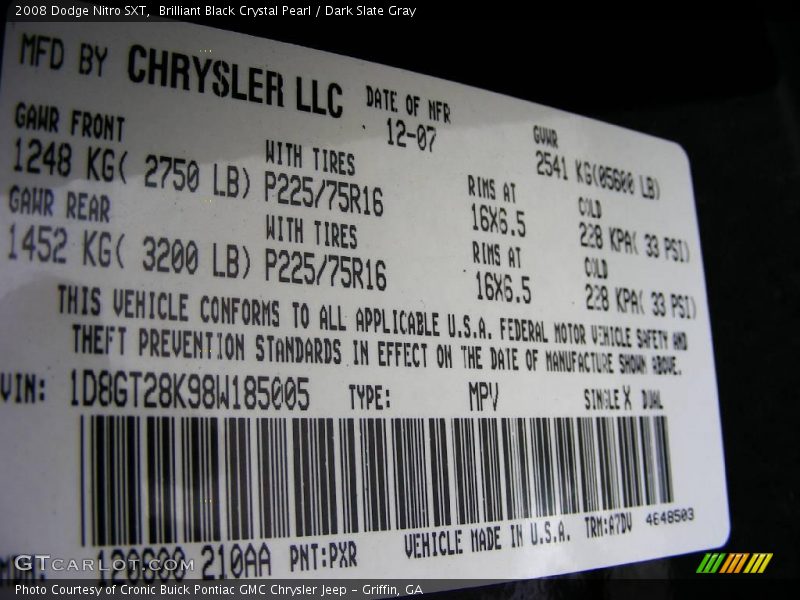 2008 Dodge Nitro SXT,  Brilliant Black Crystal Pearl / Dark Slate Gray
MFD BY CHRYSLER LLC DATE OF MFR GVWR
12-07 2541 KG(05600 LB)
GAWR FRONT WITH TIRES RIMS AT COLD
1248 KG( 2750 LB) P225/75R16 16X6.5 228 KPA( 33 PSI)
GAWR REAR WITH TIRES RIMS AT COLD
1452 KG( 3200 LB) P225/75R16 16X6.5 228 KPA( 33 PSI)
THIS VEHICLE CONFORMS TO ALL APPLICABLE U.S.A. FEDERAL MOTOR VEHICLE SAFETY AND
THEFT PREVENTION STANDARDS IN EFFECT ON THE DATE OF MANUFACTURE SHOWN ABOVE.
VIN: 1D8GT28K98W185005 TYPE: MPV SINGLE X DUAL
VEHICLE MADE IN U.S.A. TRM:A7DV 4648503
210AA PNT:PXR
GTcarlot.com
Photo Courtesy of Cronic Buick Pontiac GMC Chrysler Jeep - Griffin, GA